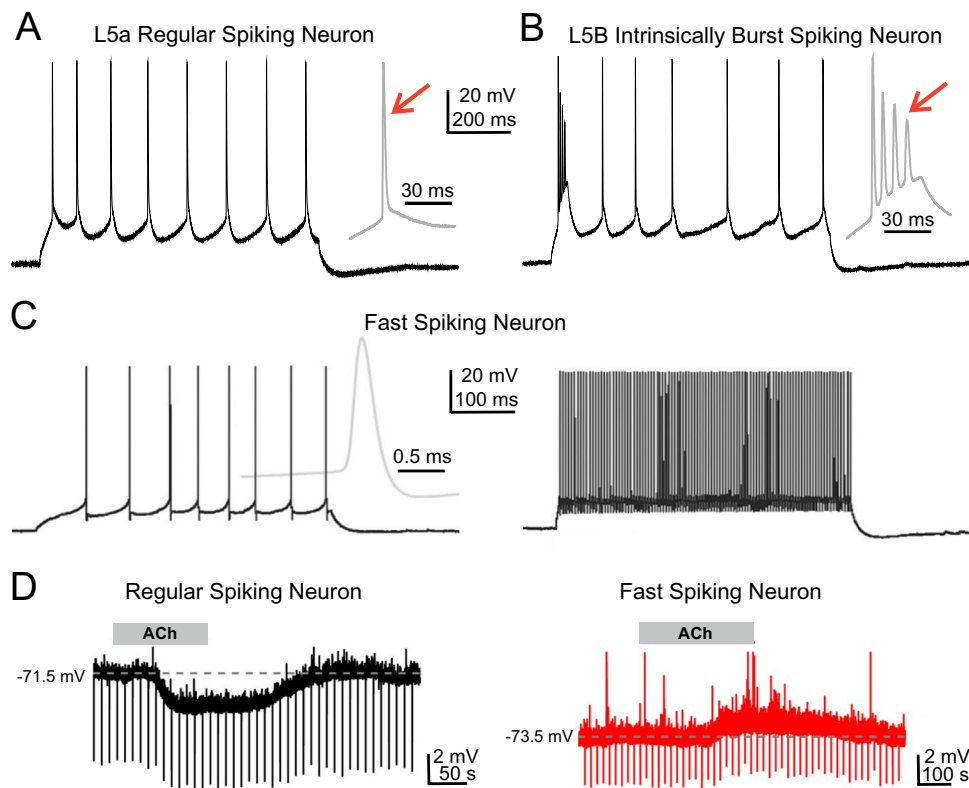 A
L5a Regular Spiking Neuron
20 mV
200 ms
30 ms
B
L5B Intrinsically Burst Spiking Neuron
30 ms
C
Fast Spiking Neuron
0.5 ms
20 mV
100 ms
D
Regular Spiking Neuron
ACh
-71.5 mV
2 mV
50 s
Fast Spiking Neuron
ACh
-73.5 mV
2 mV
100 s